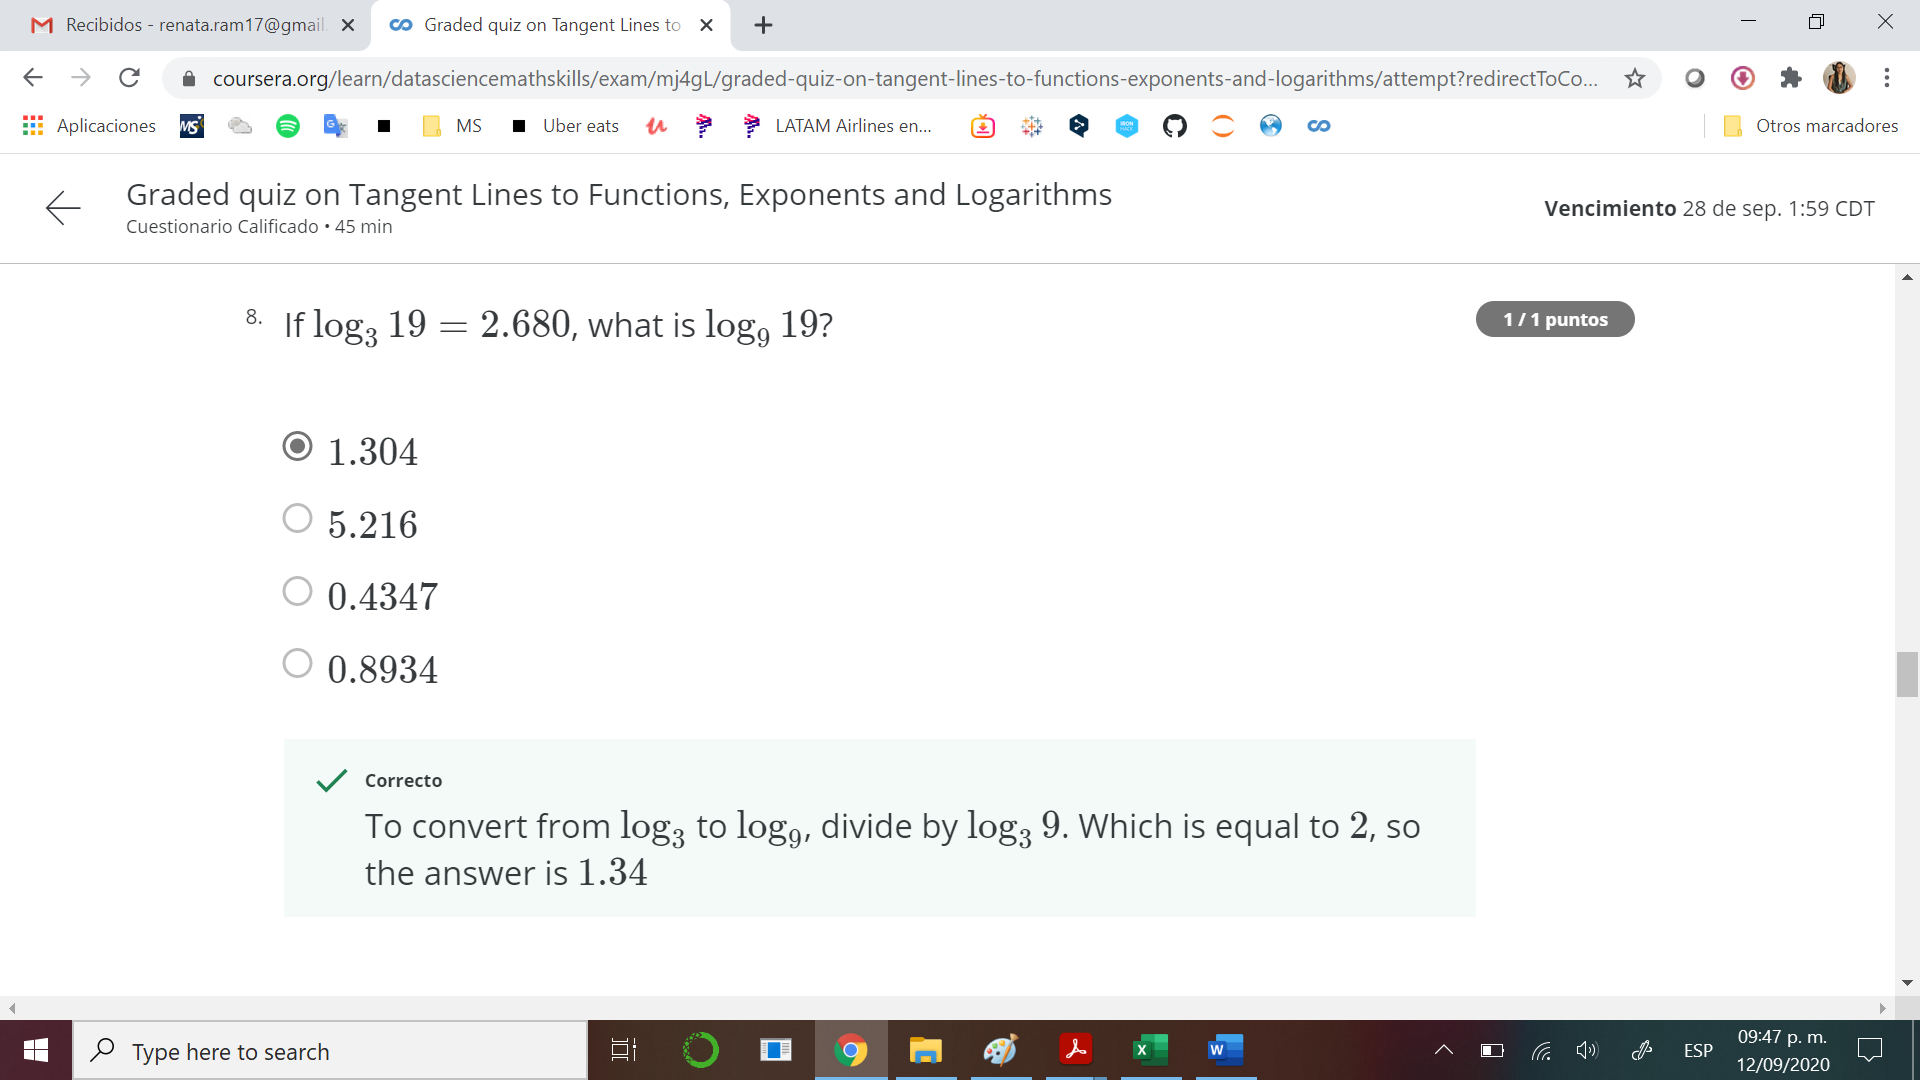 Recibidos - renata.ram17@gmail.
Graded quiz on Tangent Lines to
coursera.org/learn/datasciencemathskills/exam/mj4gL/graded-quiz-on-tangent-lines-to-functions-exponents-and-logarithms/attempt?redirectToCo...
Aplicaciones MS MS Uber eats LATAM Airlines en... Otros marcadores
Graded quiz on Tangent Lines to Functions, Exponents and Logarithms
Cuestionario Calificado • 45 min
Vencimiento 28 de sep. 1:59 CDT
8. If log₃ 19 = 2.680, what is log₉ 19?
1 / 1 puntos
1.304
5.216
0.4347
0.8934
Correcto
To convert from log₃ to log₉, divide by log₃ 9. Which is equal to 2, so
the answer is 1.34
Type here to search
ESP
09:47 p. m.
12/09/2020